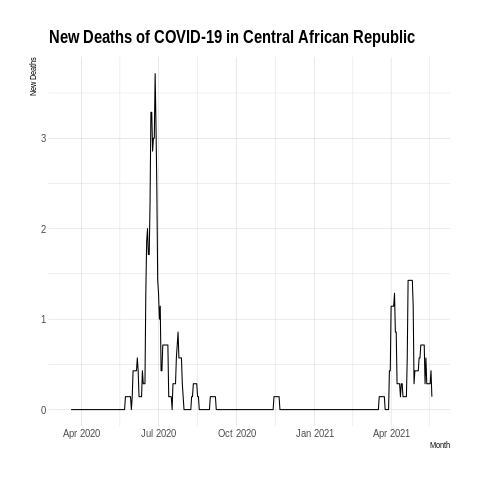 New Deaths of COVID-19 in Central African Republic
New Deaths
3
2
1
0
Apr 2020 Jul 2020 Oct 2020 Jan 2021 Apr 2021
Month